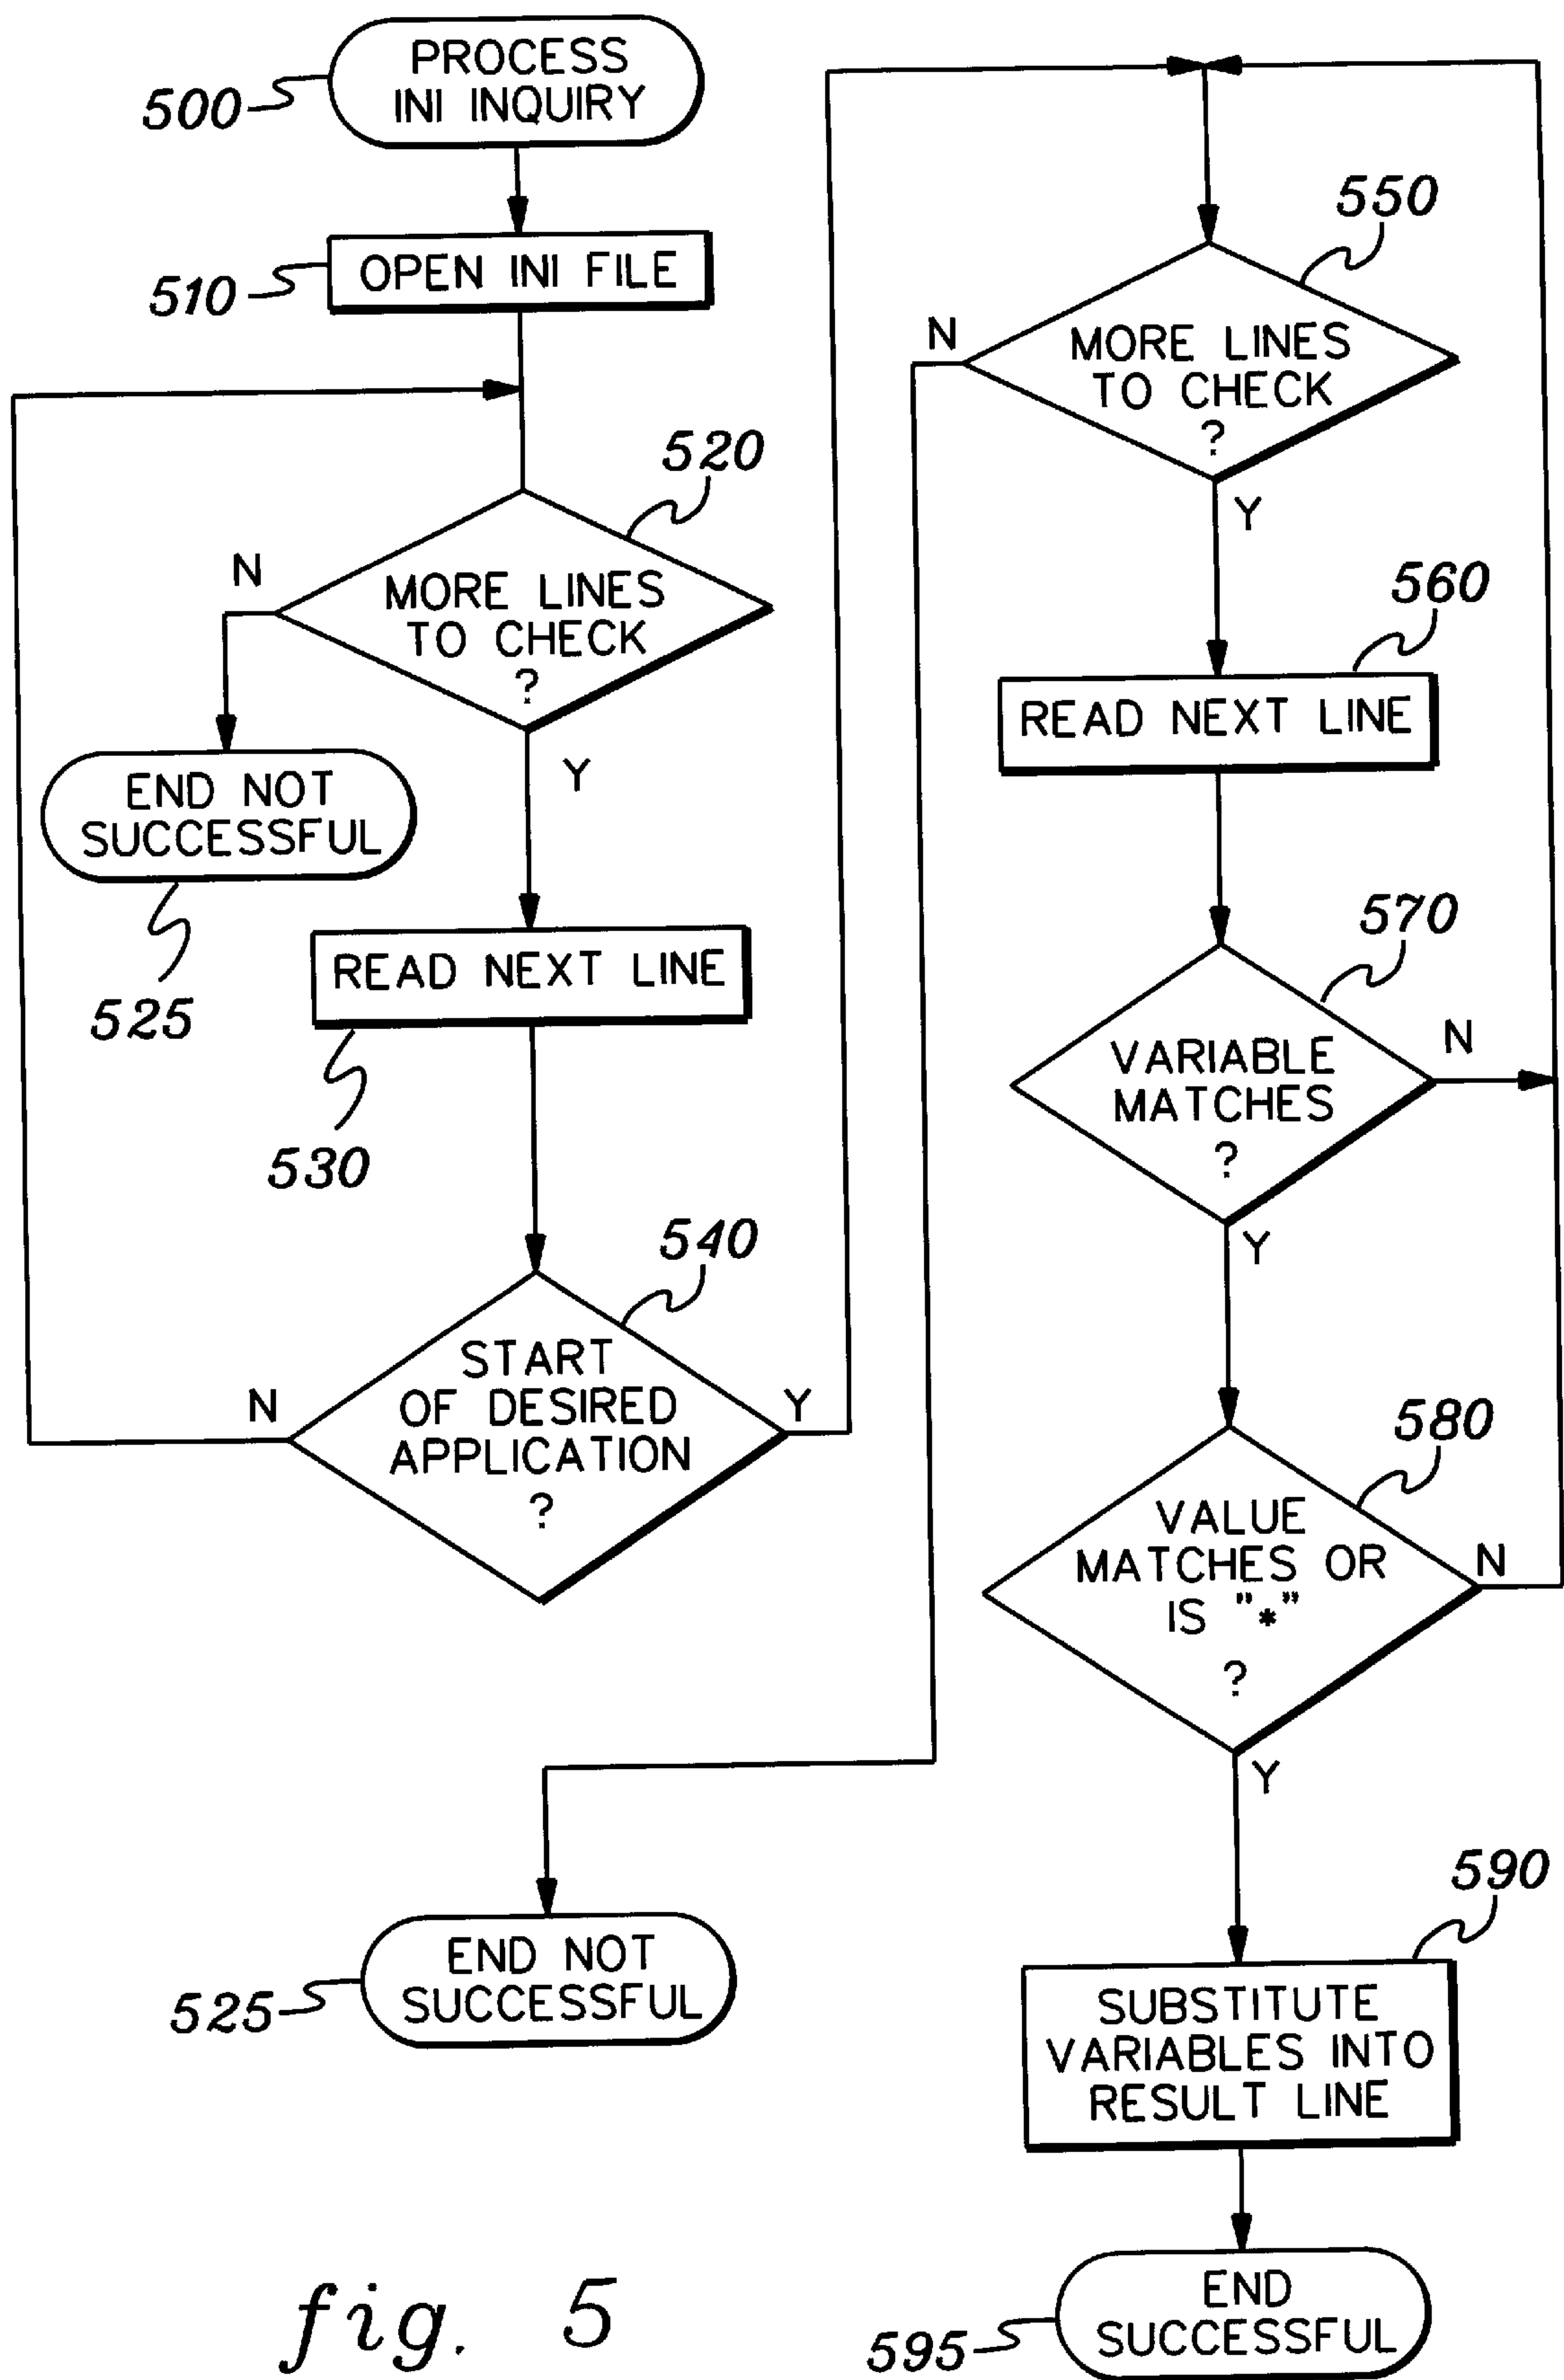 PROCESS
INI INQUIRY
500
OPEN INI FILE
510
520
N
MORE LINES
TO CHECK
?
Y
END NOT
SUCCESSFUL
525
READ NEXT LINE
530
540
START
OF DESIRED
APPLICATION
?
N
Y
550
N
MORE LINES
TO CHECK
?
Y
560
READ NEXT LINE
570
VARIABLE
MATCHES
?
N
Y
580
VALUE
MATCHES OR
IS "*"
?
N
Y
END NOT
SUCCESSFUL
525
590
SUBSTITUTE
VARIABLES INTO
RESULT LINE
END
SUCCESSFUL
595
fig. 5